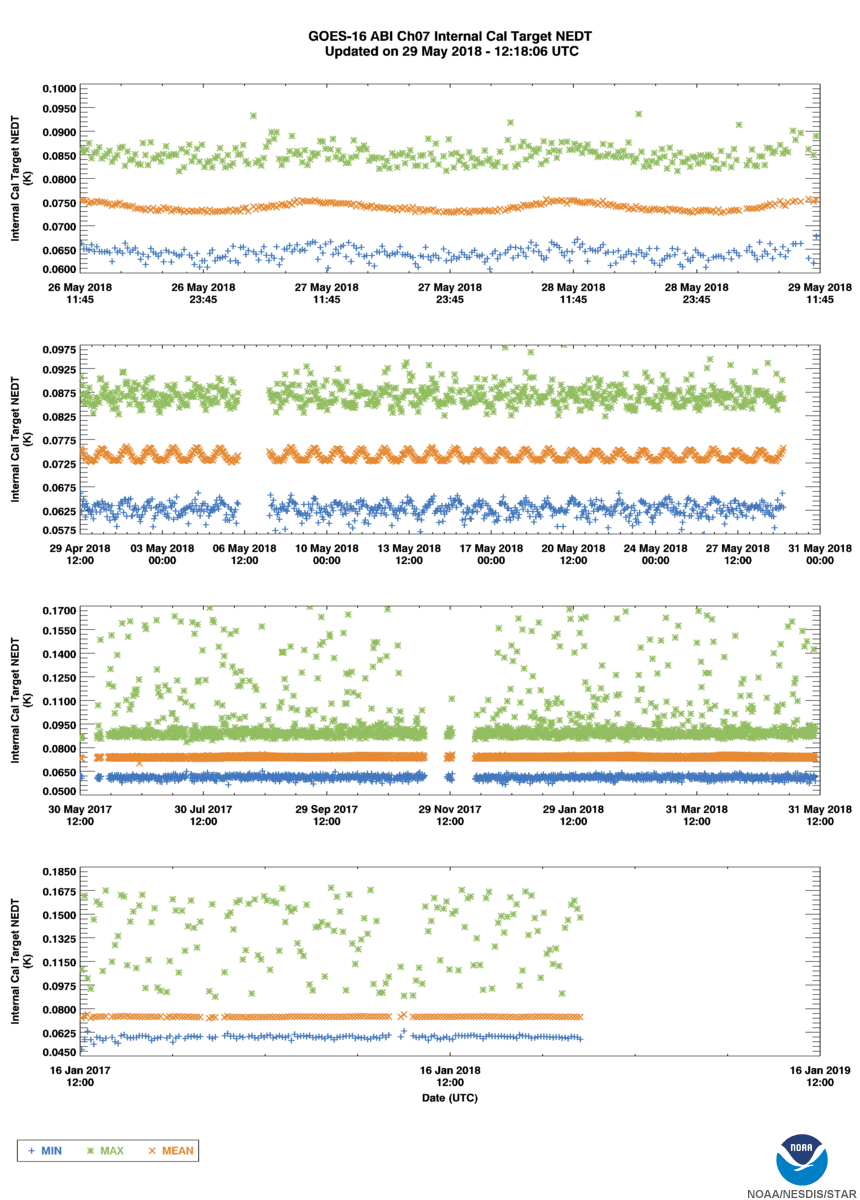 GOES-16 ABI Ch07 Internal Cal Target NEDT
Updated on 29 May 2018 - 12:18:06 UTC
Internal Cal Target NEDT
(K)
0.1000
0.0950
0.0900
0.0850
0.0800
0.0750
0.0700
0.0650
0.0600
26 May 2018 26 May 2018 27 May 2018 27 May 2018 28 May 2018 28 May 2018 29 May 2018
11:45 23:45 11:45 23:45 11:45 23:45 11:45
Internal Cal Target NEDT
(K)
0.0975
0.0925
0.0875
0.0825
0.0775
0.0725
0.0675
0.0625
0.0575
29 Apr 2018 03 May 2018 06 May 2018 10 May 2018 13 May 2018 17 May 2018 20 May 2018 24 May 2018 27 May 2018 31 May 2018
12:00 00:00 12:00 00:00 12:00 00:00 12:00 00:00 12:00 00:00
Internal Cal Target NEDT
(K)
0.1700
0.1550
0.1400
0.1250
0.1100
0.0950
0.0800
0.0650
0.0500
30 May 2017 30 Jul 2017 29 Sep 2017 29 Nov 2017 29 Jan 2018 31 Mar 2018 31 May 2018
12:00 12:00 12:00 12:00 12:00 12:00 12:00
Internal Cal Target NEDT
(K)
0.1850
0.1675
0.1500
0.1325
0.1150
0.0975
0.0800
0.0625
0.0450
16 Jan 2017 16 Jan 2018 16 Jan 2019
12:00 12:00 12:00
Date (UTC)
MIN MAX MEAN
NOAA
NOAA/NESDIS/STAR